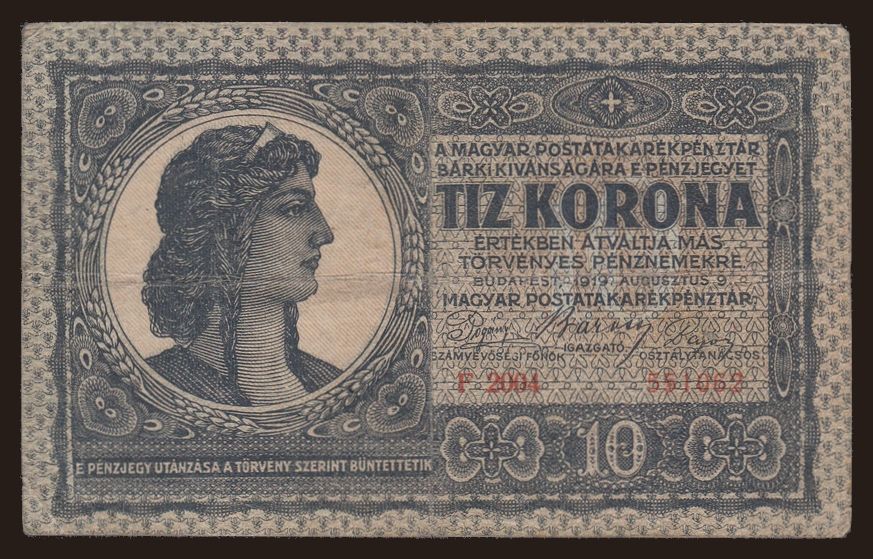 A MAGYAR POSTATAKARÉKPÉNZTÁR
BÁRKI KIVÁNSÁGÁRA E PÉNZJEGYET
TIZ KORONA
ÉRTÉKBEN ÁTVÁLTJA MÁS
TÖRVÉNYES PÉNZNEMEKRE
BUDAPEST, 1919. AUGUSZTUS 9.
MAGYAR POSTATAKARÉKPÉNZTÁR:
SZÁMVEVŐSÉGI FŐNÖK IGAZGATÓ OSZTÁLYTANÁCSOS
F 2004 551062
10
E PÉNZJEGY UTÁNZÁSA A TÖRVÉNY SZERINT BÜNTETTETIK